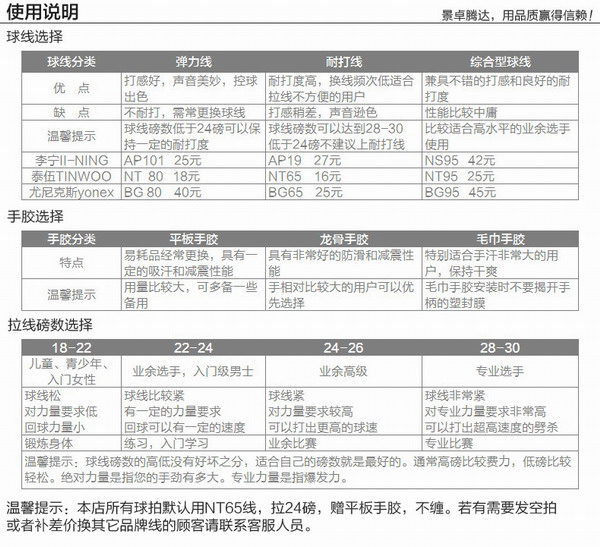 使用说明
景卓腾达，用品质赢得信赖！
球线选择
球线分类 弹力线 耐打线 综合型球线
优 点 打感好，声音美妙，控球出色 耐打度高，换线频次低适合拉线不方便的用户 兼具不错的打感和良好的耐打度
缺 点 不耐打，需常更换球线 打感稍差，声音逊色 性能比较中庸
温馨提示 球线磅数低于24磅可以保持一定的耐打度 球线磅数可以达到28-30低于24磅不建议上耐打线 比较适合高水平的业余选手使用
李宁II-NING AP101 25元 AP19 27元 NS95 42元
泰伍TINWOO NT 80 18元 NT65 16元 NT95 25元
尤尼克斯yonex BG 80 40元 BG65 25元 BG95 45元
手胶选择
手胶分类 平板手胶 龙骨手胶 毛巾手胶
特点 易耗品经常更换，具有一定的吸汗和减震性能 具有非常好的防滑和减震性能 特别适合手汗非常大的用户，保持干爽
温馨提示 用量比较大，可多备一些备用 手相对比较大的用户可以优先选择 毛巾手胶安装时不要揭开手柄的塑封膜
拉线磅数选择
18-22 22-24 24-26 28-30
儿童、青少年、入门女性 业余选手，入门级男士 业余高级 专业选手
球线松 球线比较紧 球线紧 球线非常紧
对力量要求低 有一定的力量要求 对力量要求较高 对专业力量要求非常高
回球力量小 回球可以有一定的速度 可以打出更高的球速 可以打出超高速度的劈杀
锻炼身体 练习，入门学习 业余比赛 专业比赛
温馨提示：球线磅数的高低没有好坏之分，适合自己的磅数就是最好的。通常高磅比较费力，低磅比较
轻松。绝对力量是指您的手劲有多大。专业力量是指爆发力。
温馨提示：本店所有球拍默认用NT65线，拉24磅，赠平板手胶，不缠。若有需要发空拍
或者补差价换其它品牌线的顾客请联系客服人员。